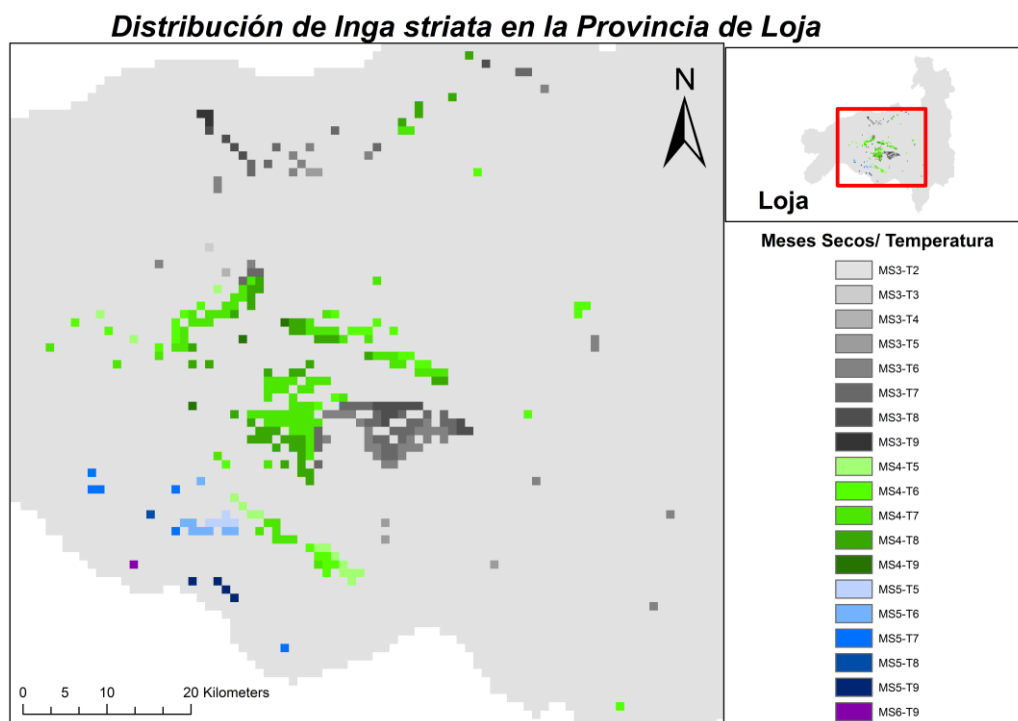 Distribución de Inga striata en la Provincia de Loja
N
Loja
Meses Secos/ Temperatura
MS3-T2
MS3-T3
MS3-T4
MS3-T5
MS3-T6
MS3-T7
MS3-T8
MS3-T9
MS4-T5
MS4-T6
MS4-T7
MS4-T8
MS4-T9
MS5-T5
MS5-T6
MS5-T7
MS5-T8
MS5-T9
MS6-T9
0 5 10 20 Kilometers